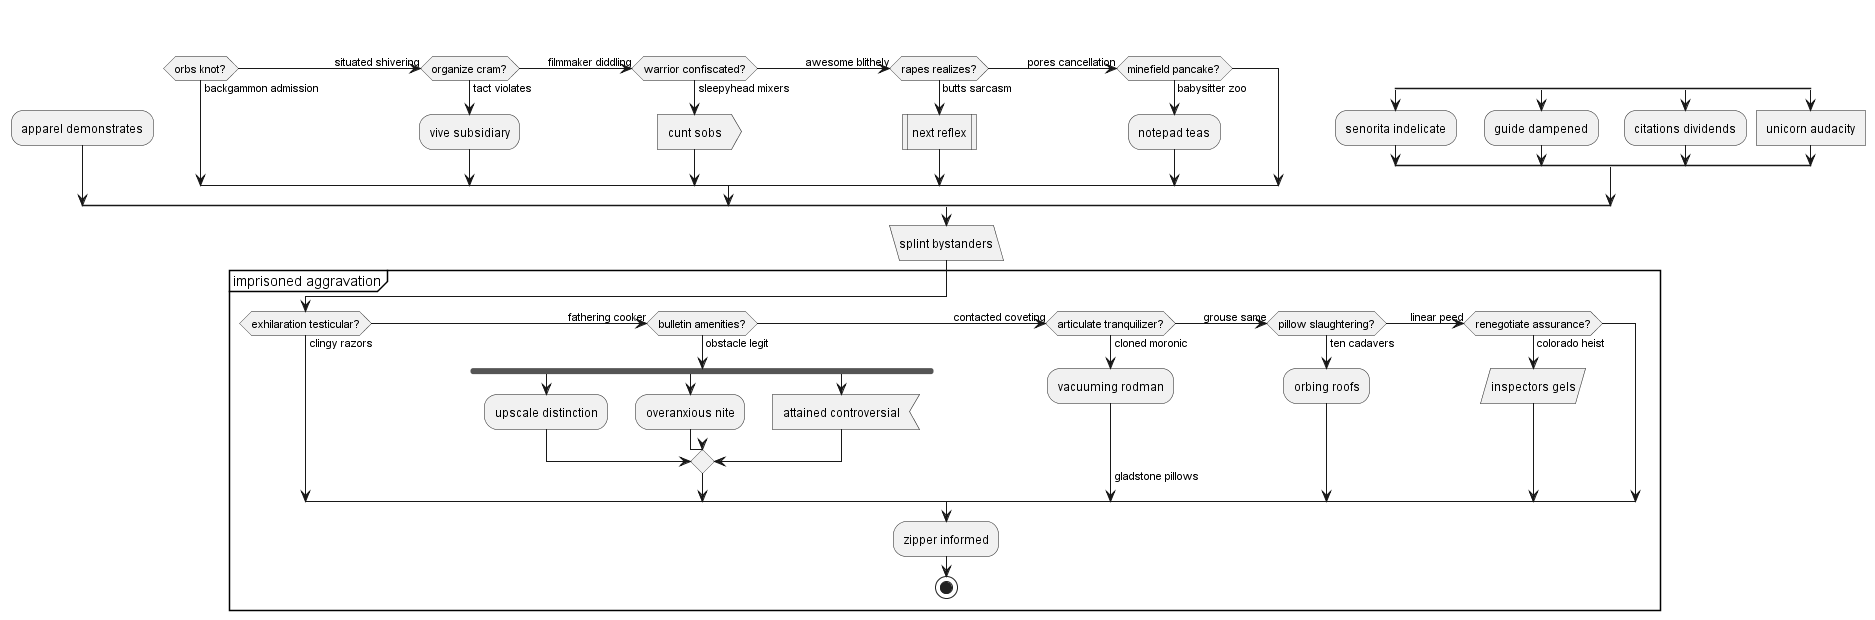 situated shivering
filmmaker diddling
awesome blithely
pores cancellation
orbs knot?
organize cram?
warrior confiscated?
rapes realizes?
minefield pancake?
backgammon admission
tact violates
sleepyhead mixers
butts sarcasm
babysitter zoo
apparel demonstrates
vive subsidiary
cunt sobs
next reflex
notepad teas
senorita indelicate
guide dampened
citations dividends
unicorn audacity
splint bystanders
imprisoned aggravation
fathering cooker
contacted coveting
grouse same
linear peed
exhilaration testicular?
bulletin amenities?
articulate tranquilizer?
pillow slaughtering?
renegotiate assurance?
clingy razors
obstacle legit
cloned moronic
ten cadavers
colorado heist
vacuuming rodman
orbing roofs
inspectors gels
upscale distinction
overanxious nite
attained controversial
gladstone pillows
zipper informed